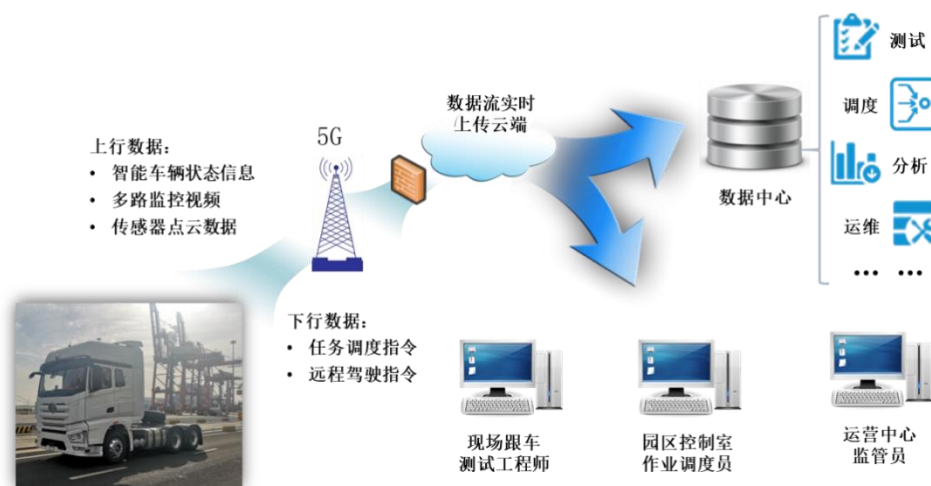 测试
数据流实时
上传云端
调度
5G
上行数据：
• 智能车辆状态信息
• 多路监控视频
• 传感器点云数据
分析
数据中心
运维
… …
下行数据：
• 任务调度指令
• 远程驾驶指令
现场跟车
测试工程师
园区控制室
作业调度员
运营中心
监管员